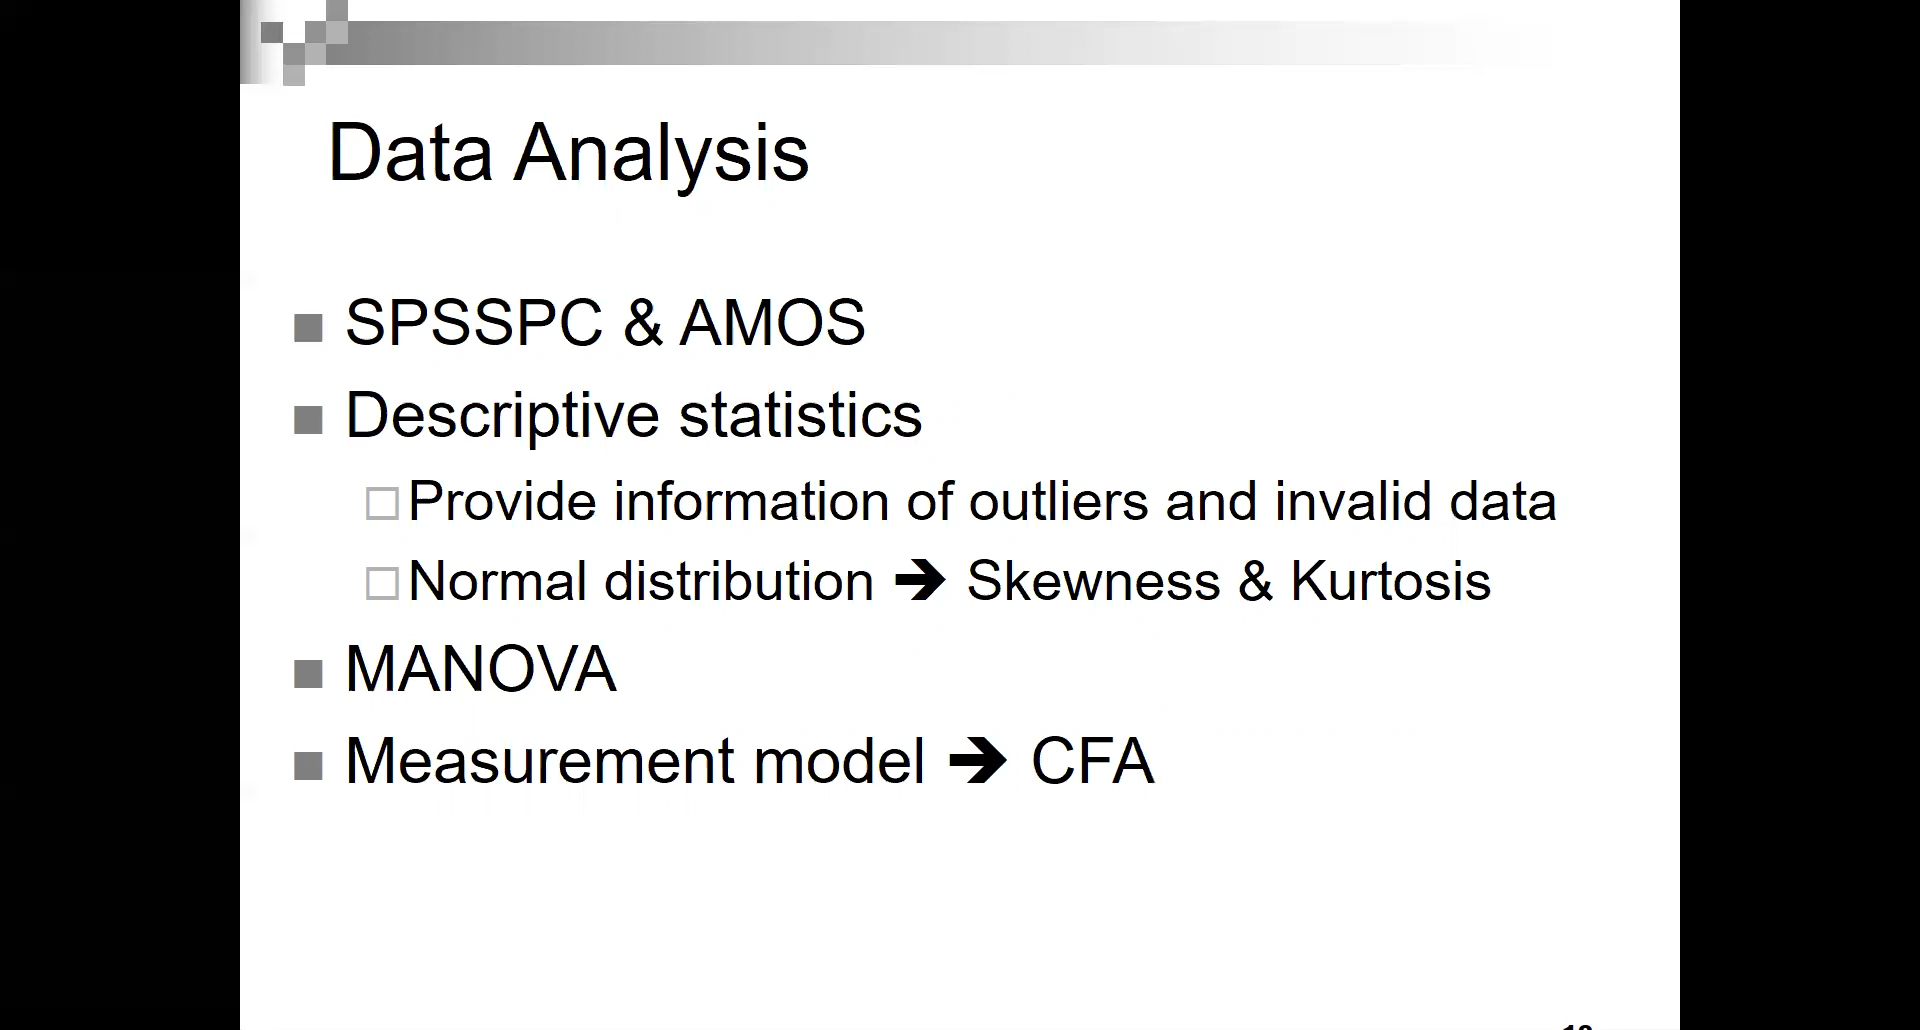 Data Analysis
SPSSPC & AMOS
Descriptive statistics
Provide information of outliers and invalid data
Normal distribution ➔ Skewness & Kurtosis
MANOVA
Measurement model ➔ CFA